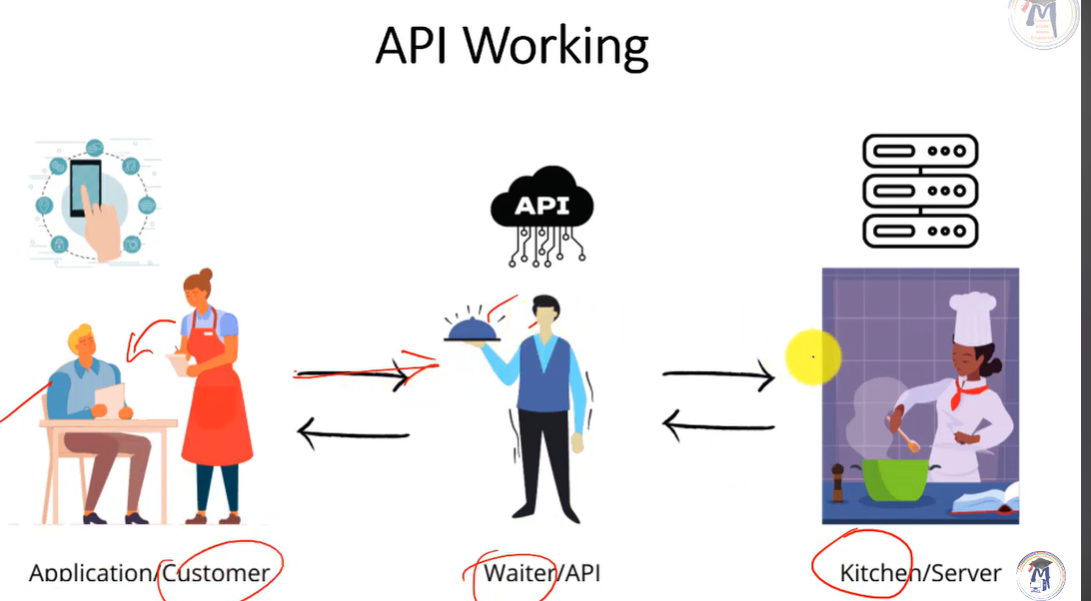 API Working
API
Application/Customer
Waiter/API
Kitchen/Server